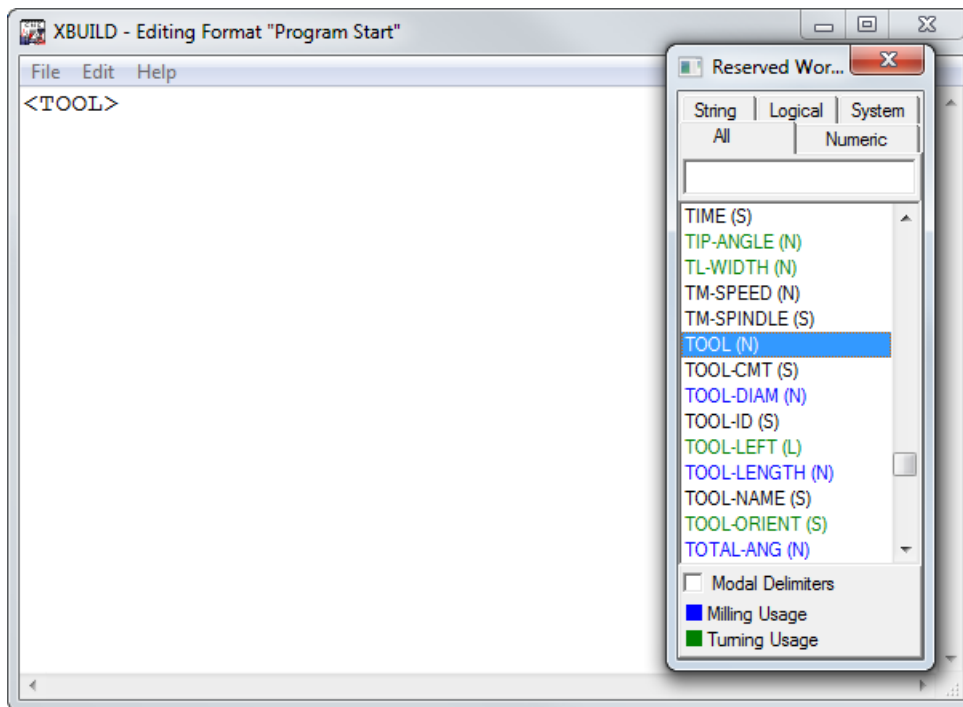 XBUILD - Editing Format "Program Start"
File Edit Help
<TOOL>
Reserved Wor...
String Logical System
All Numeric
TIME (S)
TIP-ANGLE (N)
TL-WIDTH (N)
TM-SPEED (N)
TM-SPINDLE (S)
TOOL (N)
TOOL-CMT (S)
TOOL-DIAM (N)
TOOL-ID (S)
TOOL-LEFT (L)
TOOL-LENGTH (N)
TOOL-NAME (S)
TOOL-ORIENT (S)
TOTAL-ANG (N)
Modal Delimiters
Milling Usage
Turning Usage